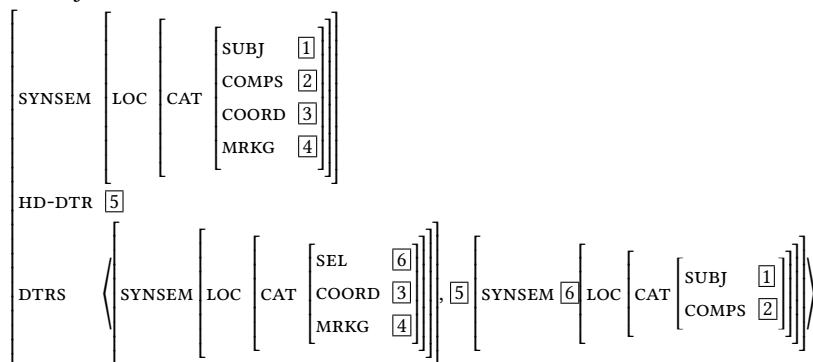 SUBJ 1
COMPS 2
SYNSEM LOC CAT
COORD 3
MRKG 4
HD-DTR 5
SEL 6
SUBJ 1
DTRS SYNSEM LOC CAT COORD 3 , 5 SYNSEM 6 LOC CAT
COMPS 2
MRKG 4